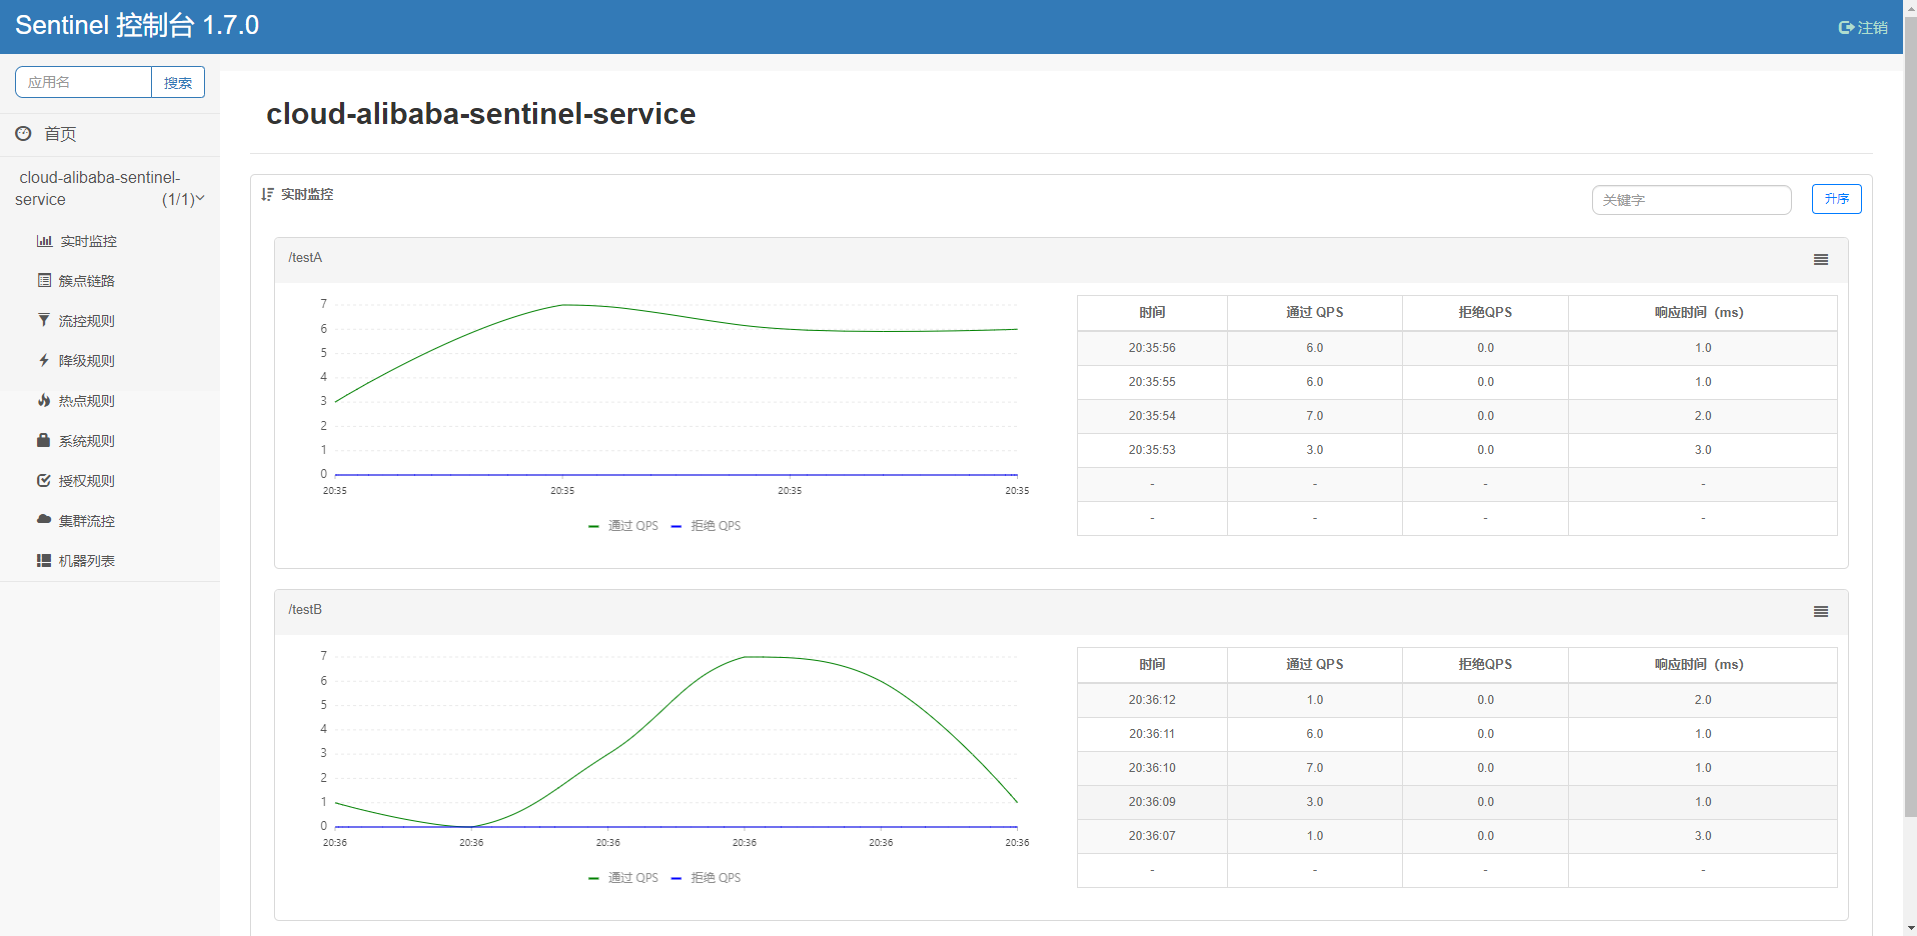 Sentinel 控制台 1.7.0
注销
应用名 搜索
首页
cloud-alibaba-sentinel-
service (1/1)
实时监控
簇点链路
流控规则
降级规则
热点规则
系统规则
授权规则
集群流控
机器列表
cloud-alibaba-sentinel-service
实时监控 关键字 升序
/testA
7
6
5
4
3
2
1
0
20:35 20:35 20:35 20:35
通过 QPS 拒绝 QPS
时间 通过 QPS 拒绝QPS 响应时间（ms）
20:35:56 6.0 0.0 1.0
20:35:55 6.0 0.0 1.0
20:35:54 7.0 0.0 2.0
20:35:53 3.0 0.0 3.0
- - - -
- - - -
/testB
7
6
5
4
3
2
1
0
20:36 20:36 20:36 20:36 20:36 20:36
通过 QPS 拒绝 QPS
时间 通过 QPS 拒绝QPS 响应时间（ms）
20:36:12 1.0 0.0 2.0
20:36:11 6.0 0.0 1.0
20:36:10 7.0 0.0 1.0
20:36:09 3.0 0.0 1.0
20:36:07 1.0 0.0 3.0
- - - -